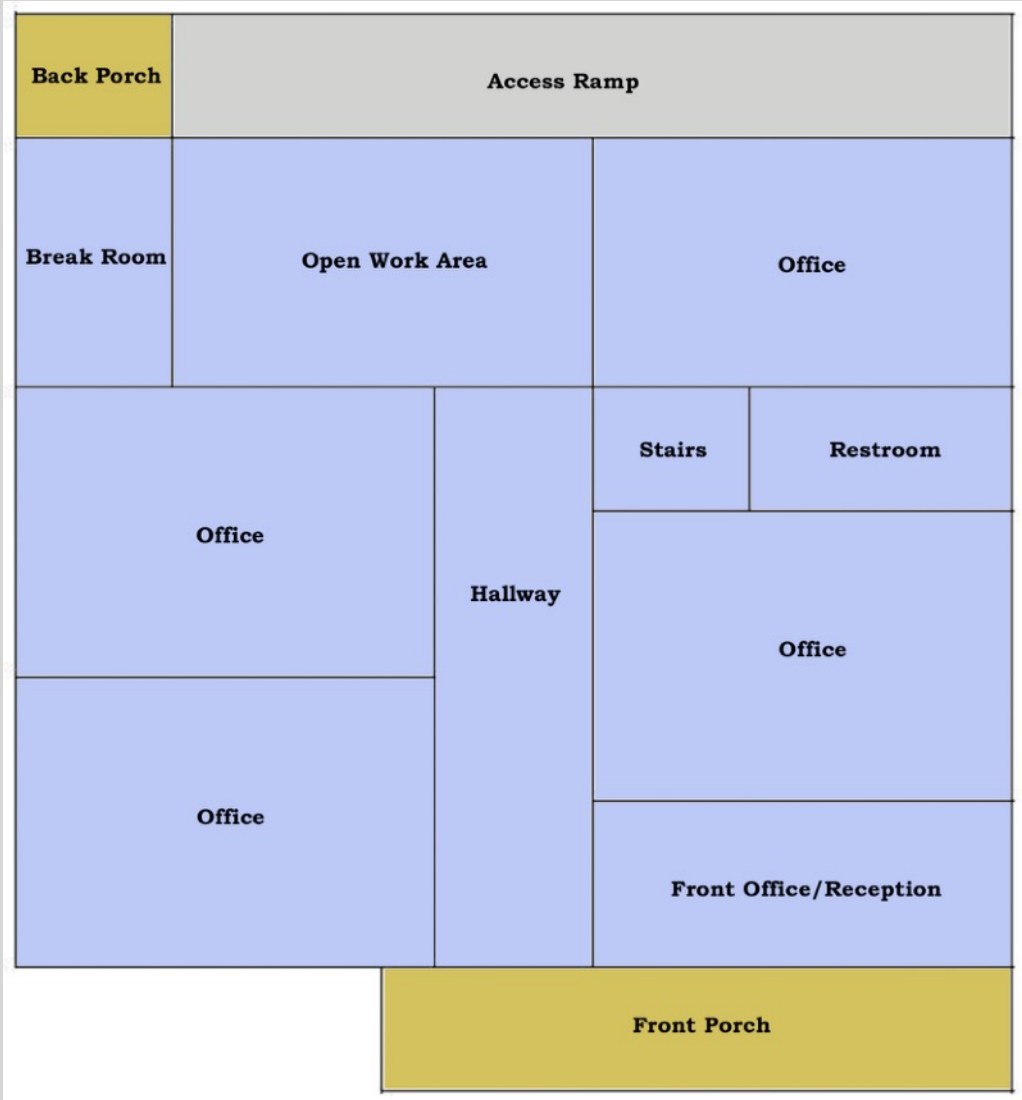 Back Porch
Access Ramp
Break Room
Open Work Area
Office
Stairs
Restroom
Office
Hallway
Office
Office
Front Office/Reception
Front Porch